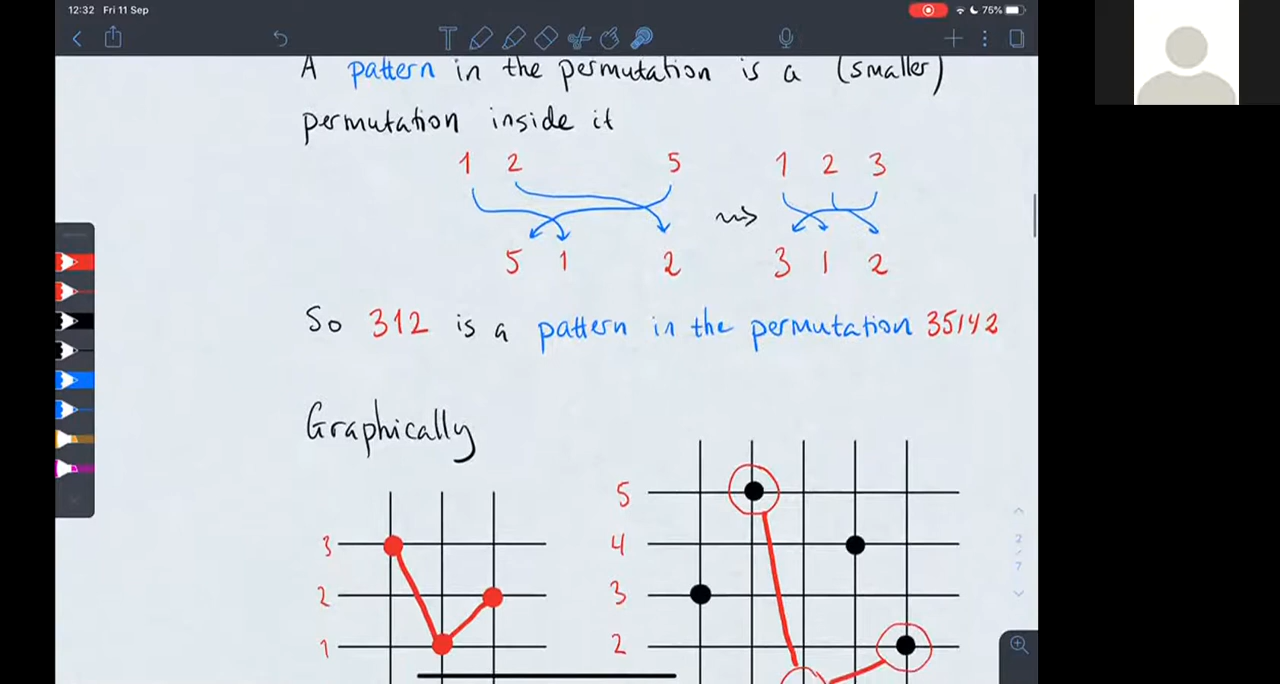 12:32 Fri 11 Sep
75%
A pattern in the permutation is a (smaller)
permutation inside it
1 2 5 1 2 3
5 1 2 3 1 2
So 312 is a pattern in the permutation 35142
Graphically
5
3 4
2 3
1 2
2
/
7